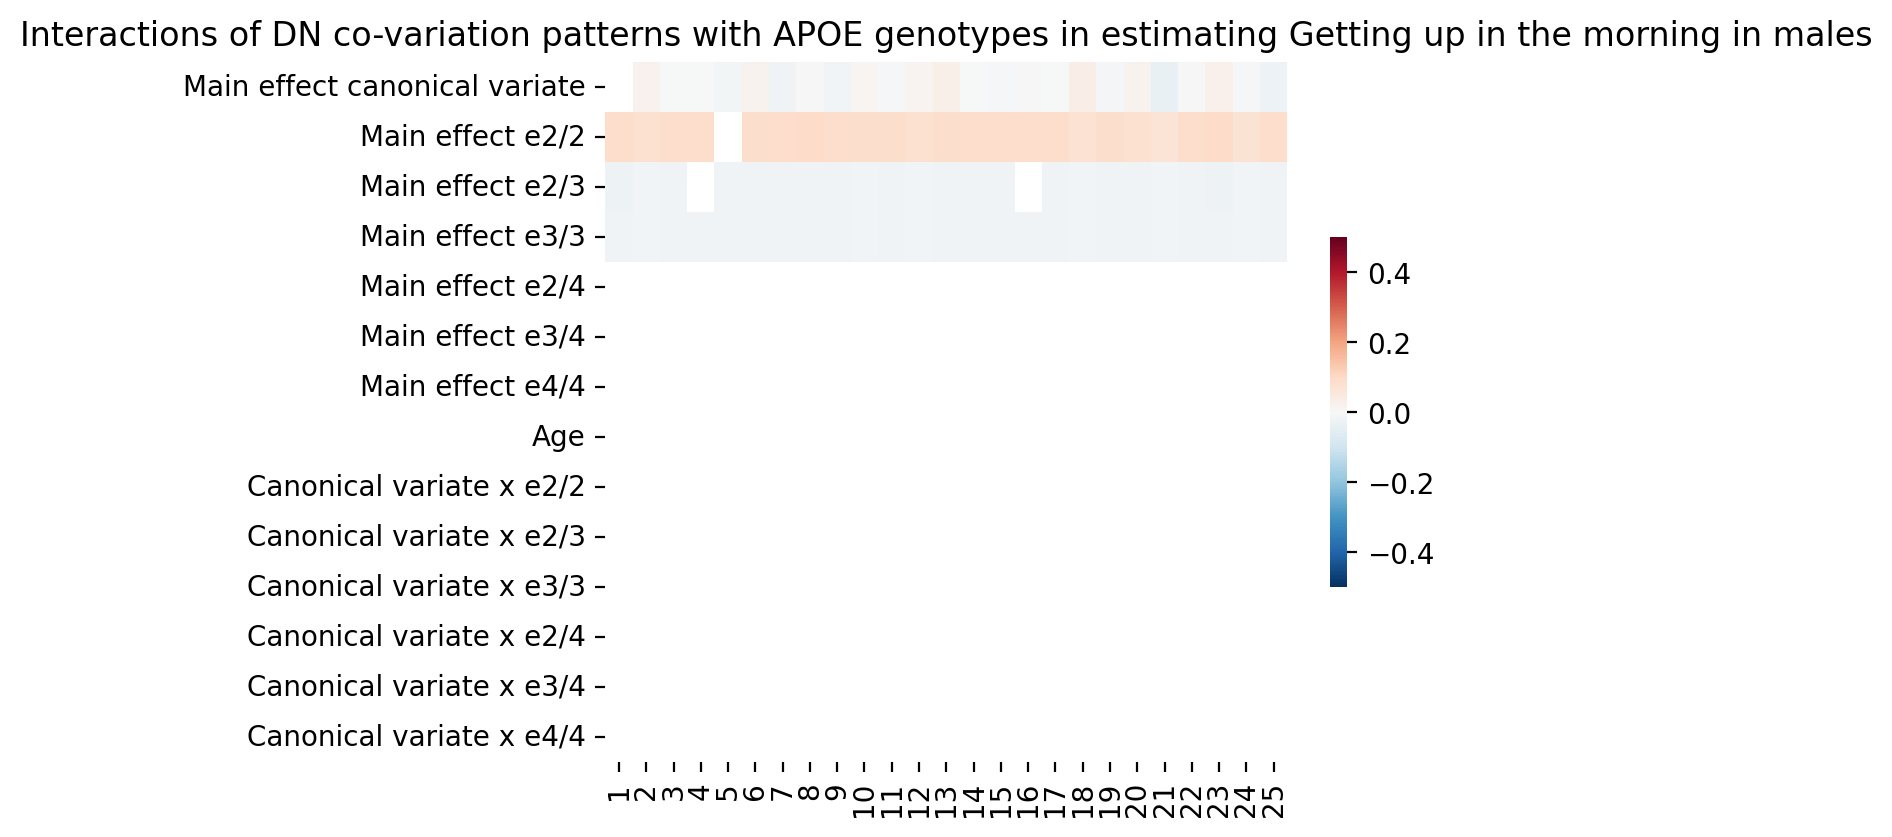 Interactions of DN co-variation patterns with APOE genotypes in estimating Getting up in the morning in males
Main effect canonical variate
Main effect e2/2
Main effect e2/3
Main effect e3/3
Main effect e2/4
Main effect e3/4
Main effect e4/4
Age
Canonical variate x e2/2
Canonical variate x e2/3
Canonical variate x e3/3
Canonical variate x e2/4
Canonical variate x e3/4
Canonical variate x e4/4
1 2 3 4 5 6 7 8 9 10 11 12 13 14 15 16 17 18 19 20 21 22 23 24 25
0.4
0.2
0.0
−0.2
−0.4